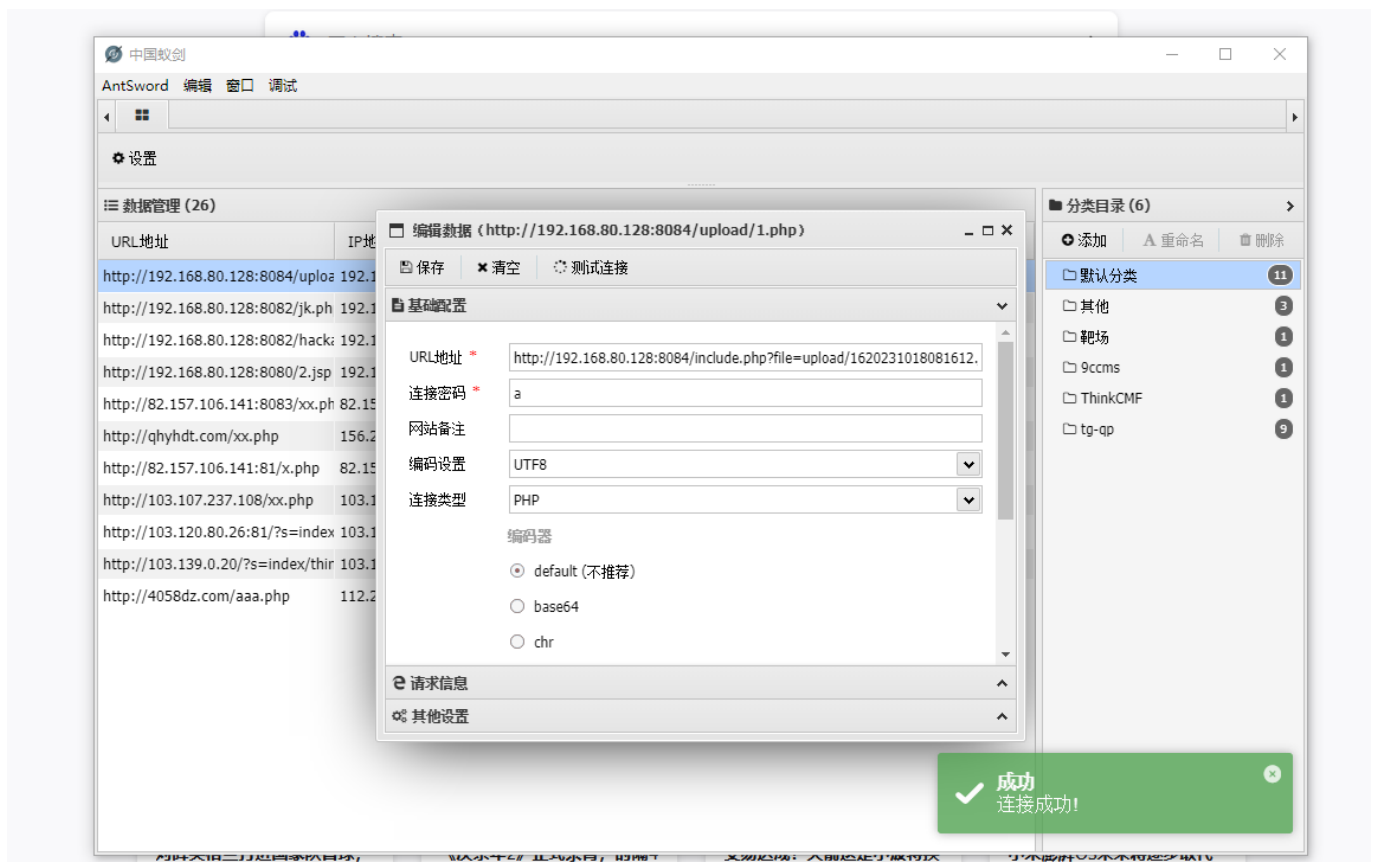 中国蚁剑
AntSword 编辑 窗口 调试
设置
数据管理 (26)
URL地址 IP地
http://192.168.80.128:8084/uploa 192.1
http://192.168.80.128:8082/jk.ph 192.1
http://192.168.80.128:8082/hacka 192.1
http://192.168.80.128:8080/2.jsp 192.1
http://82.157.106.141:8083/xx.ph 82.15
http://qhyhdt.com/xx.php 156.2
http://82.157.106.141:81/x.php 82.15
http://103.107.237.108/xx.php 103.1
http://103.120.80.26:81/?s=index 103.1
http://103.139.0.20/?s=index/thin 103.1
http://4058dz.com/aaa.php 112.2
编辑数据 (http://192.168.80.128:8084/upload/1.php)
保存 清空 测试连接
基础配置
URL地址 * http://192.168.80.128:8084/include.php?file=upload/1620231018081612.
连接密码 * a
网站备注
编码设置 UTF8
连接类型 PHP
编码器
default (不推荐)
base64
chr
请求信息
其他设置
分类目录 (6)
添加 A 重命名 删除
默认分类 11
其他 3
靶场 1
9ccms 1
ThinkCMF 1
tg-qp 9
成功
连接成功!